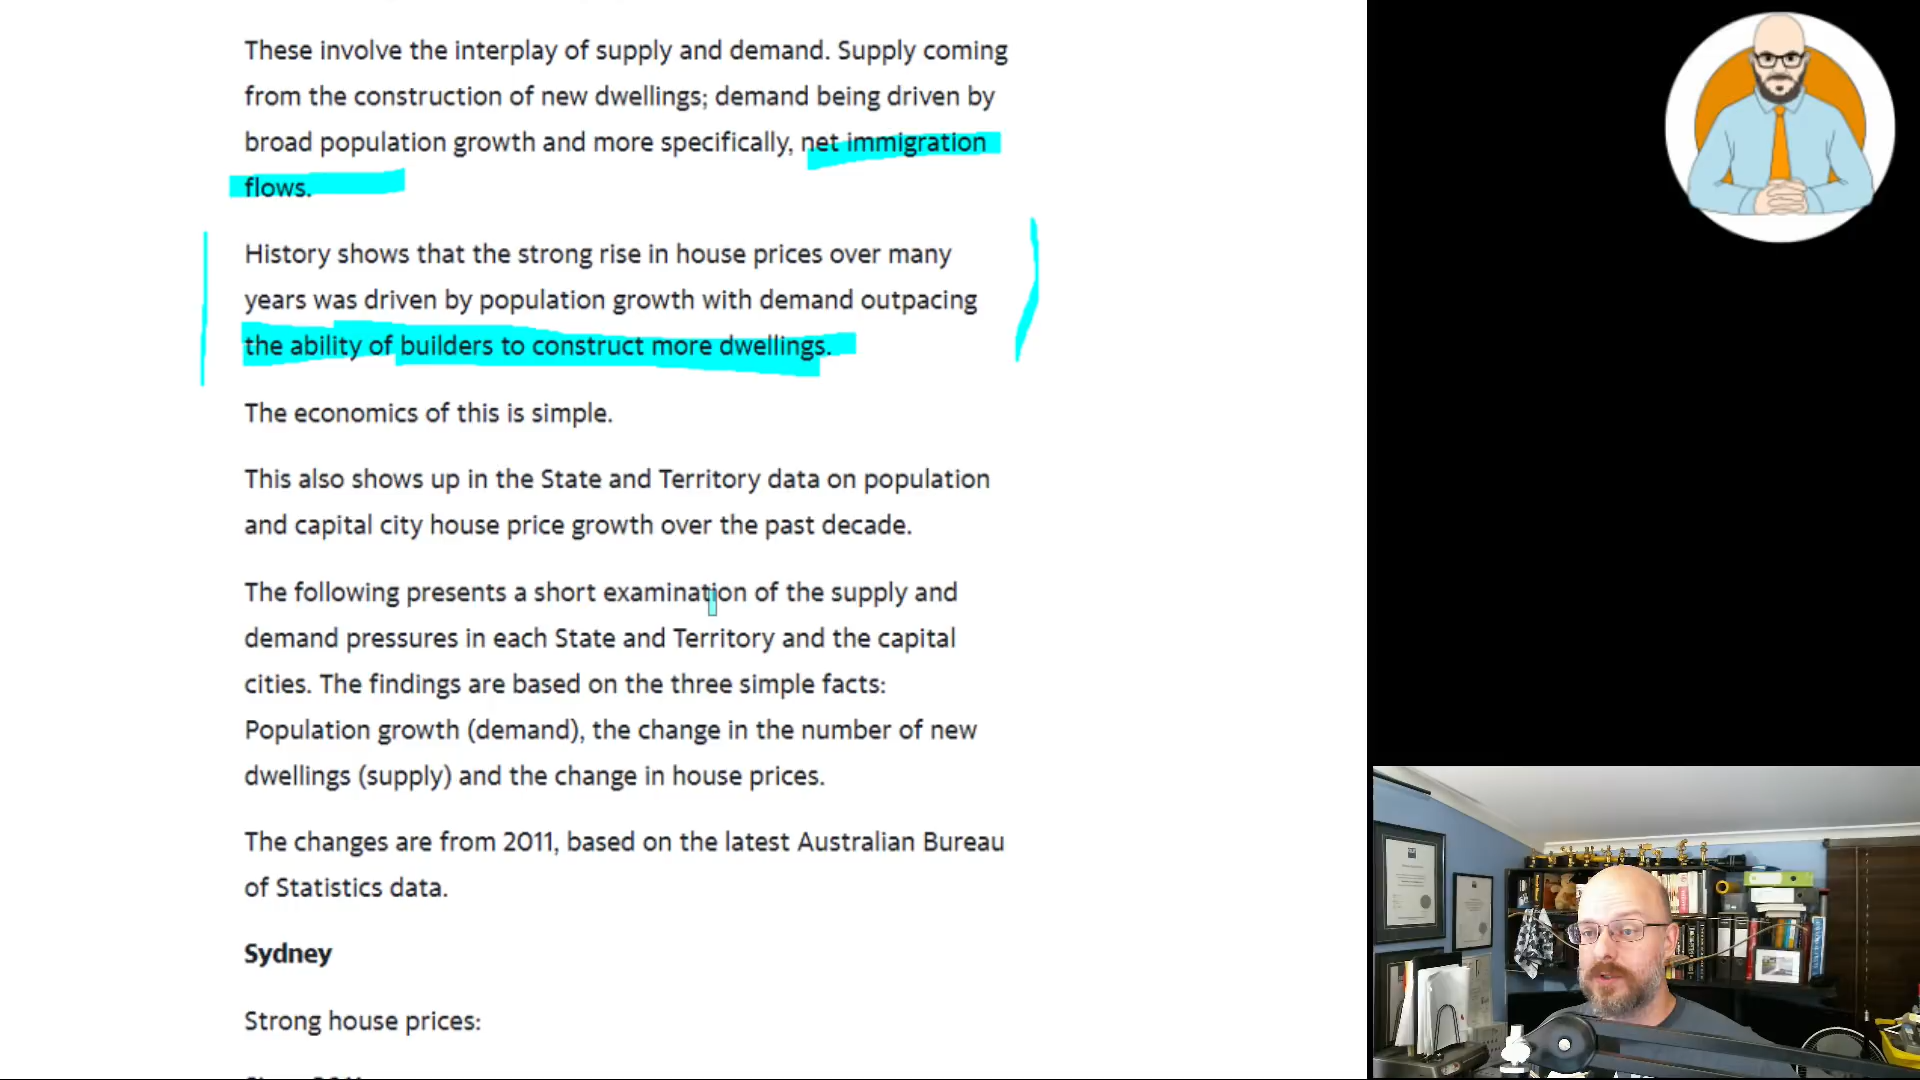 These involve the interplay of supply and demand. Supply coming
from the construction of new dwellings; demand being driven by
broad population growth and more specifically, net immigration
flows.
History shows that the strong rise in house prices over many
years was driven by population growth with demand outpacing
the ability of builders to construct more dwellings.
The economics of this is simple.
This also shows up in the State and Territory data on population
and capital city house price growth over the past decade.
The following presents a short examination of the supply and
demand pressures in each State and Territory and the capital
cities. The findings are based on the three simple facts:
Population growth (demand), the change in the number of new
dwellings (supply) and the change in house prices.
The changes are from 2011, based on the latest Australian Bureau
of Statistics data.
Sydney
Strong house prices: